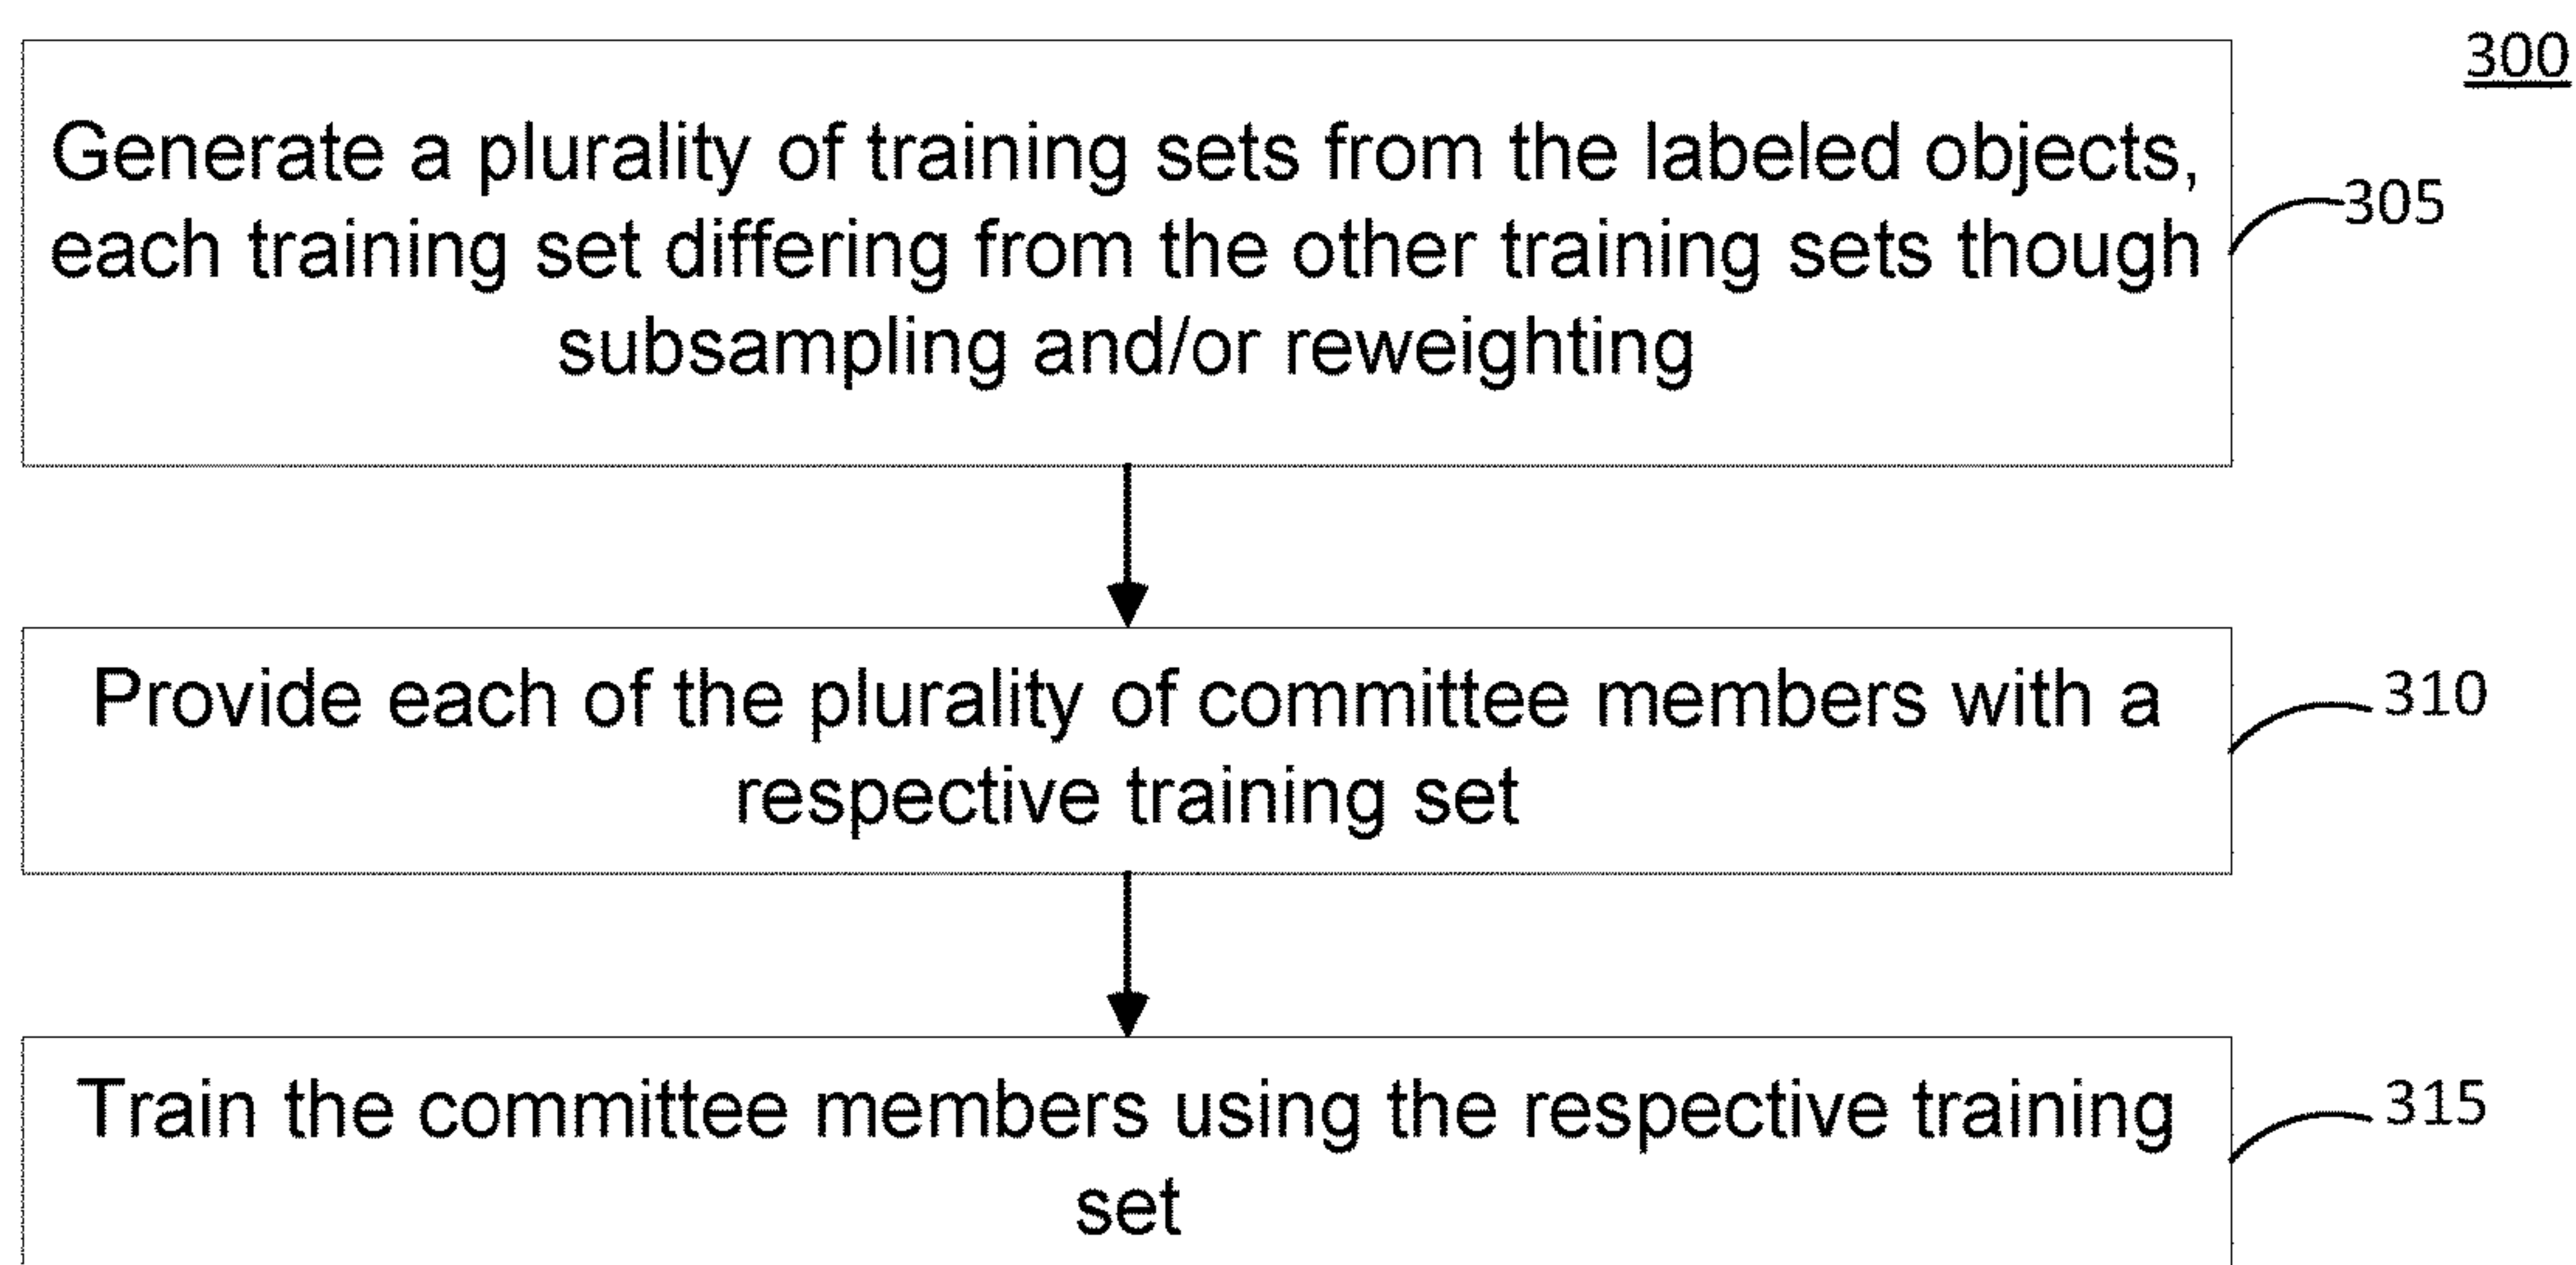 300
Generate a plurality of training sets from the labeled objects,
each training set differing from the other training sets though
subsampling and/or reweighting
305
Provide each of the plurality of committee members with a
respective training set
310
Train the committee members using the respective training
set
315